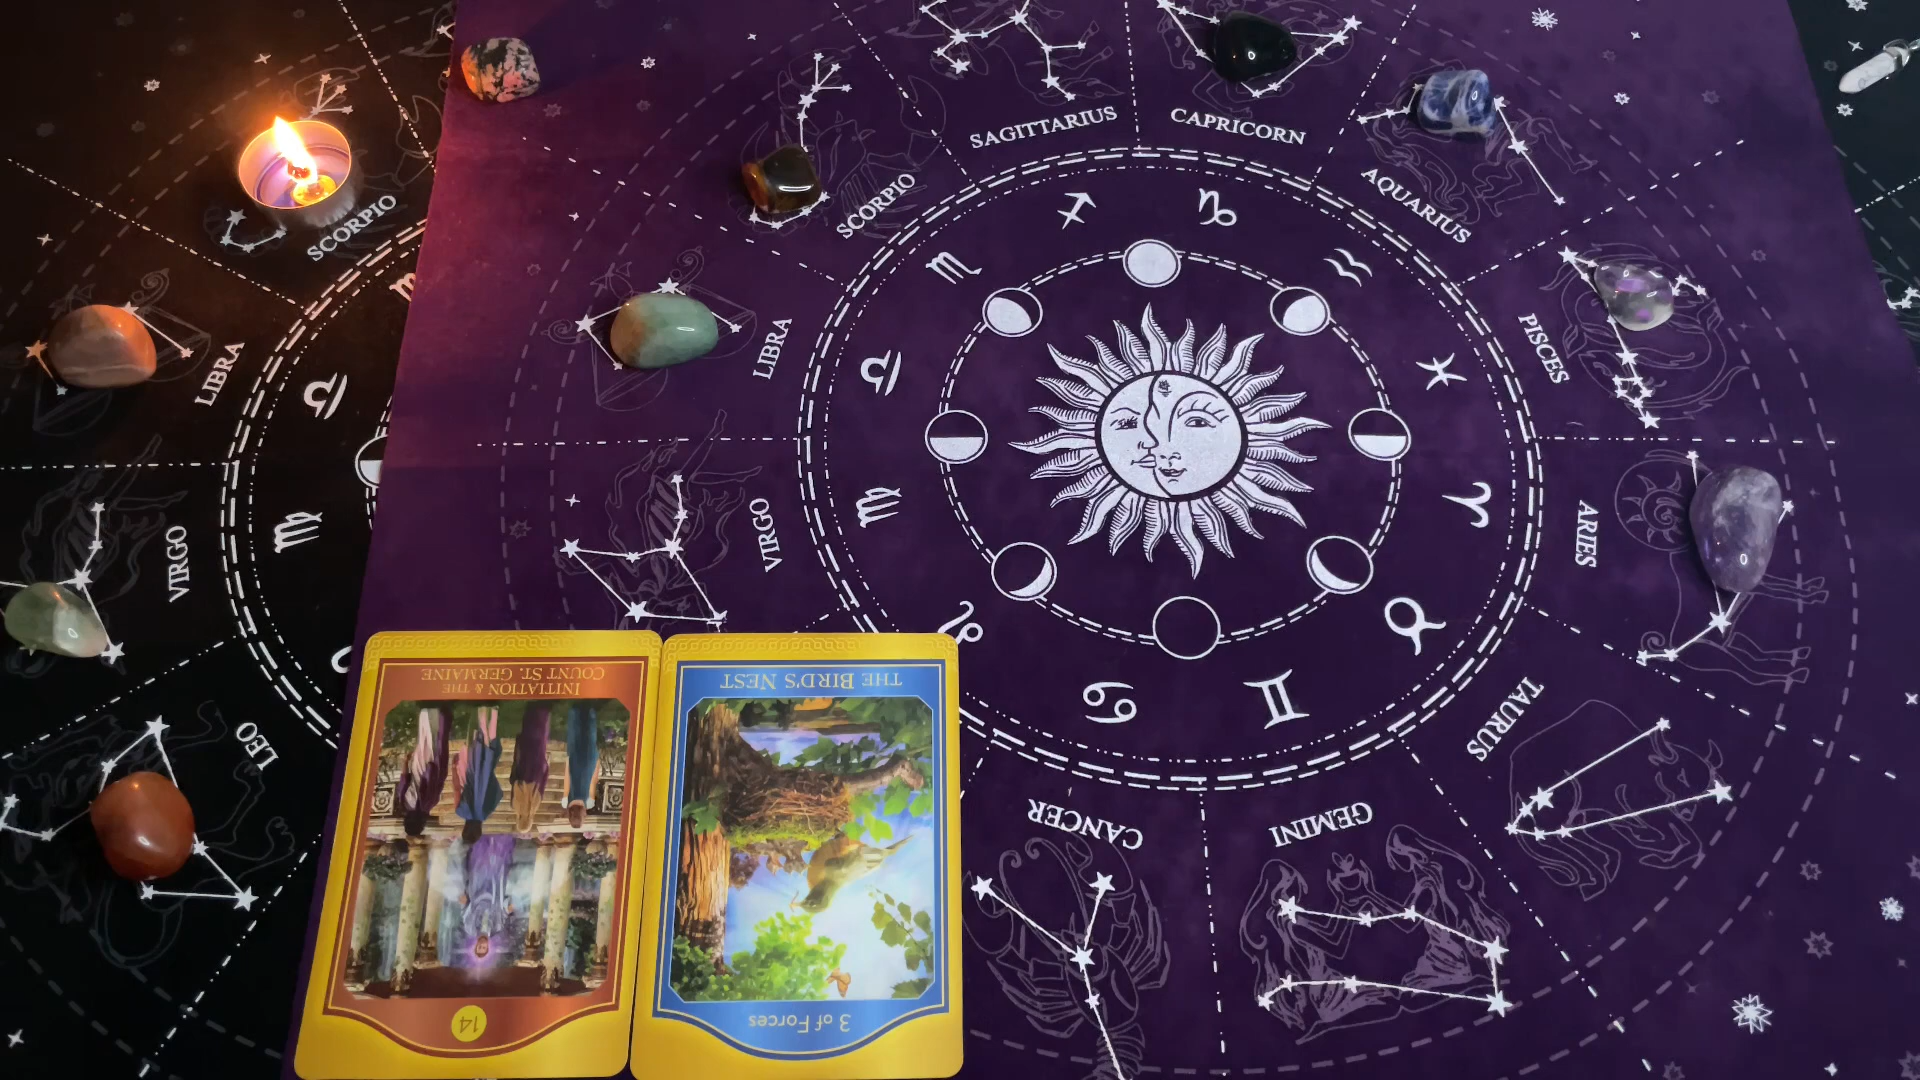 SAGITTARIUS
CAPRICORN
SCORPIO
AQUARIUS
SCORPIO
LIBRA
LIBRA
PISCES
VIRGO
VIRGO
ARIES
LEO
TAURUS
CANCER
GEMINI
INITIATION & THE
COUNT ST. GERMAINE
14
THE BIRD'S NEST
3 of Forces